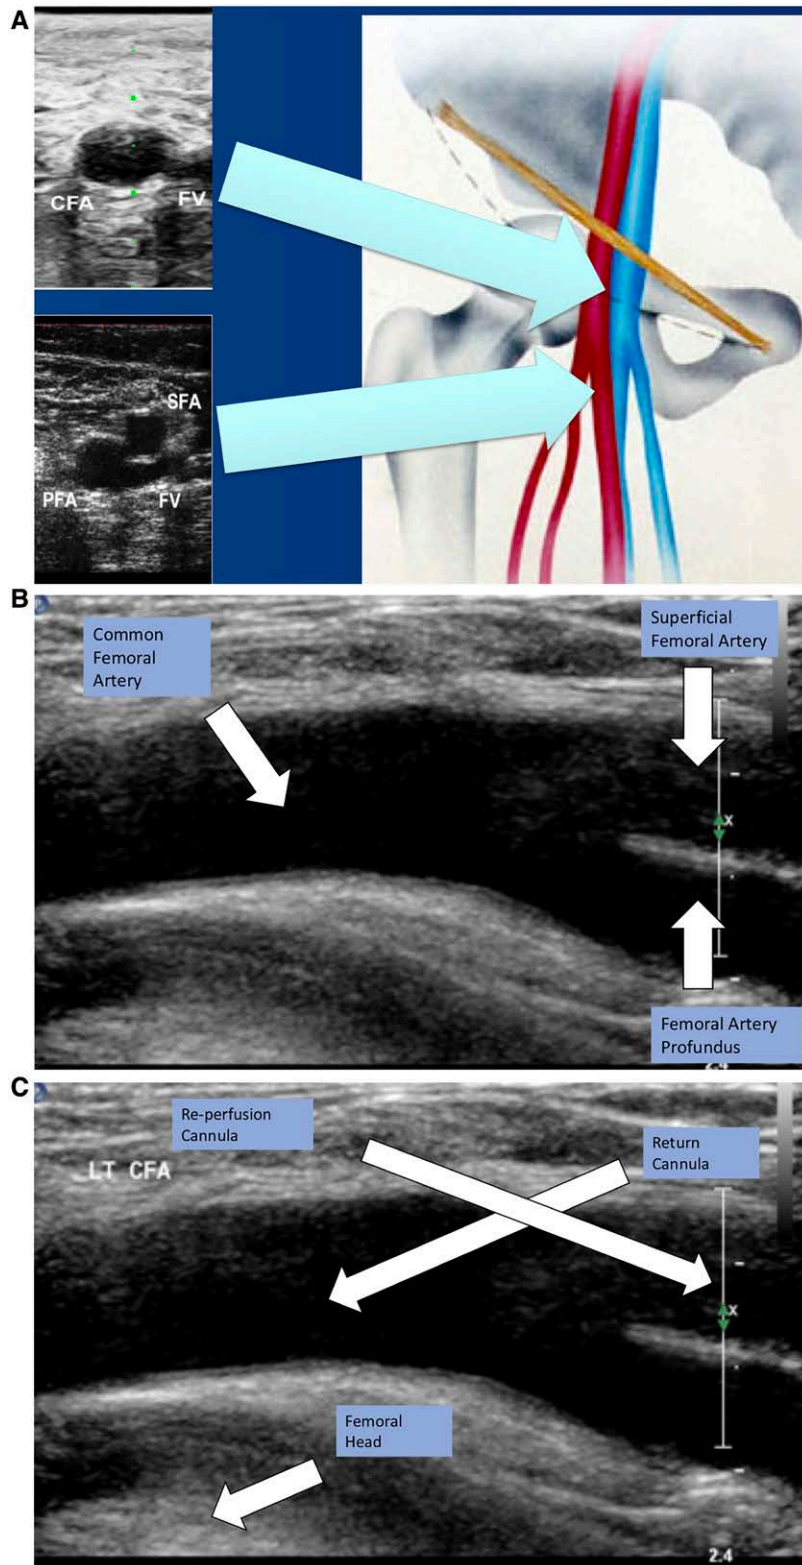 A
CFA
FV
SFA
PFA
FV
B
Common
Femoral
Artery
Superficial
Femoral Artery
X
Femoral Artery
Profundus
C
Re-perfusion
Cannula
Return
Cannula
LT CFA
X
Femoral
Head
2.4